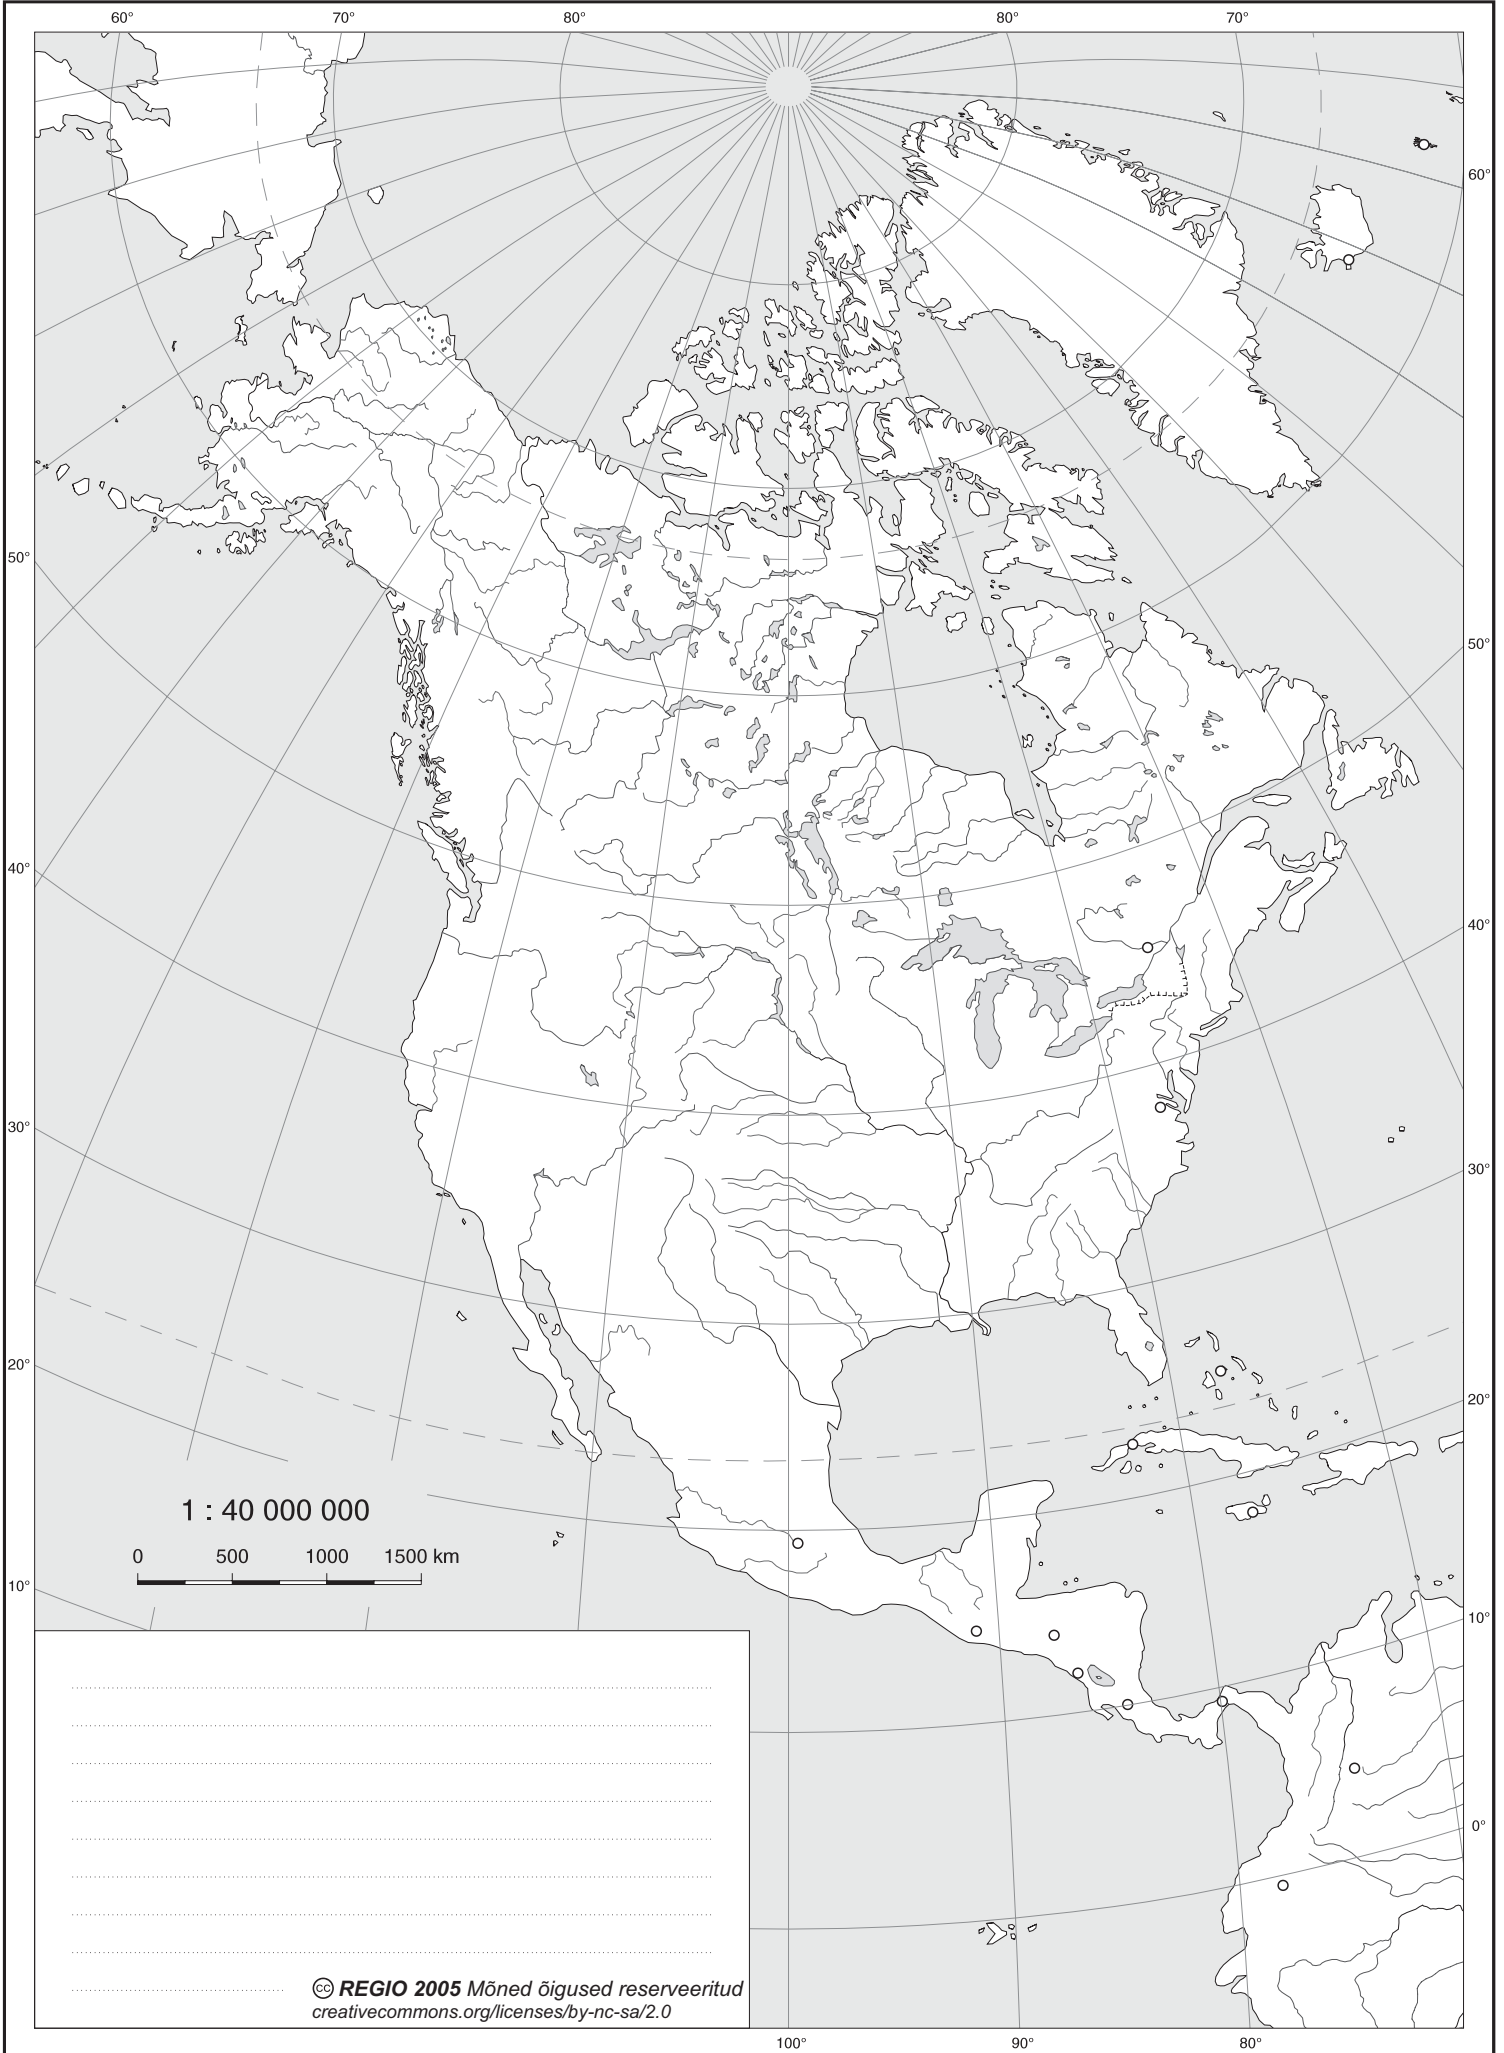 60° 70° 80° 80° 70°
60°
50°
50°
40°
40°
30°
30°
20°
20°
1 : 40 000 000
0 500 1000 1500 km
10°
10°
0°
cc REGIO 2005 Mõned õigused reserveeritud
creativecommons.org/licenses/by-nc-sa/2.0
100° 90° 80°